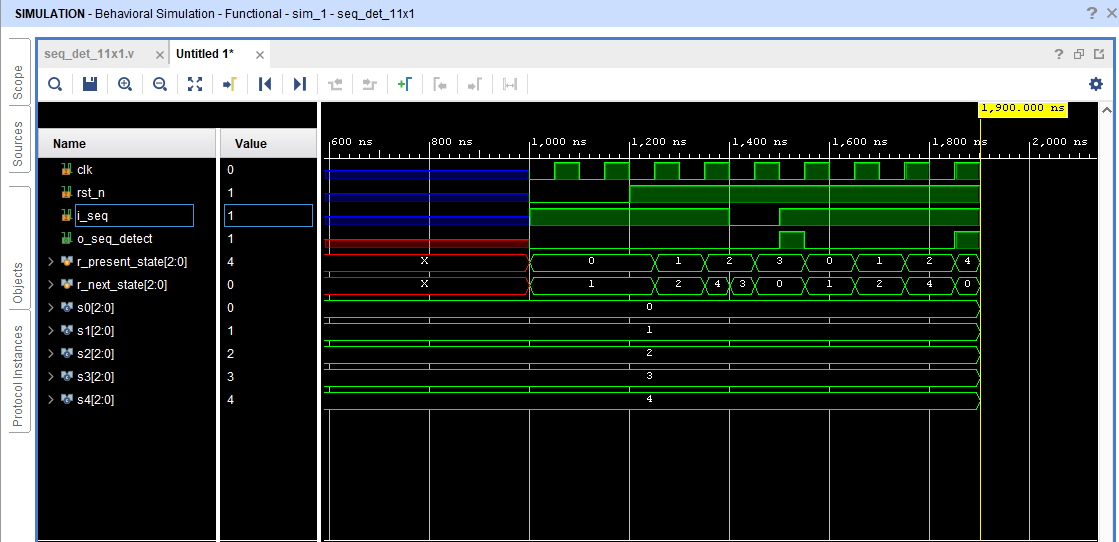 SIMULATION - Behavioral Simulation - Functional - sim_1 - seq_det_11x1
? ×
Scope
Sources
Objects
Protocol Instances
seq_det_11x1.v ×
Untitled 1* ×
?
Name Value
1,900.000 ns
600 ns 800 ns 1,000 ns 1,200 ns 1,400 ns 1,600 ns 1,800 ns 2,000 ns
clk 0
rst_n 1
i_seq 1
o_seq_detect 1
r_present_state[2:0] 4 X 0 1 2 3 0 1 2 4
r_next_state[2:0] 0 X 1 2 4 3 0 1 2 4 0
s0[2:0] 0 0
s1[2:0] 1 1
s2[2:0] 2 2
s3[2:0] 3 3
s4[2:0] 4 4